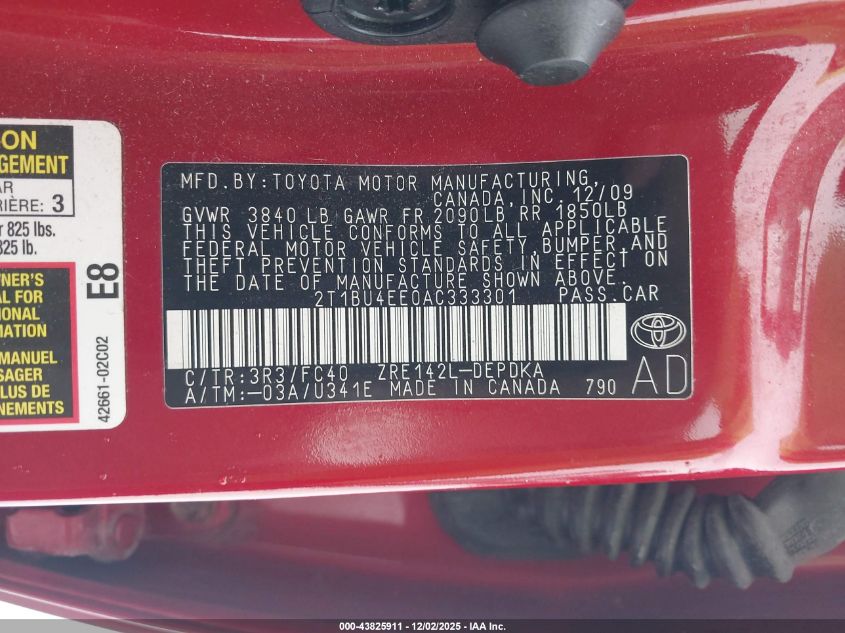 SON
GEMENT
AR
RIÈRE: 3
r 825 lbs.
825 lb.
NER'S
AL FOR
IONAL
MATION
MANUEL
SAGER
PLUS DE
GNEMENTS
E8
42661-02C02
MFD. BY: TOYOTA MOTOR MANUFACTURING
CANADA, INC. 12/09
GVWR 3840 LB GAWR FR 2090LB RR 1850LB
THIS VEHICLE CONFORMS TO ALL APPLICABLE
FEDERAL MOTOR VEHICLE SAFETY, BUMPER, AND
THEFT PREVENTION STANDARDS IN EFFECT ON
THE DATE OF MANUFACTURE SHOWN ABOVE.
2T1BU4EE0AC333301 PASS.CAR
C/TR:3R3/FC40 ZRE142L-DEPDKA
A/TM:-03A/U341E MADE IN CANADA 790
AD
000-43825911 - 12/02/2025 - IAA Inc.